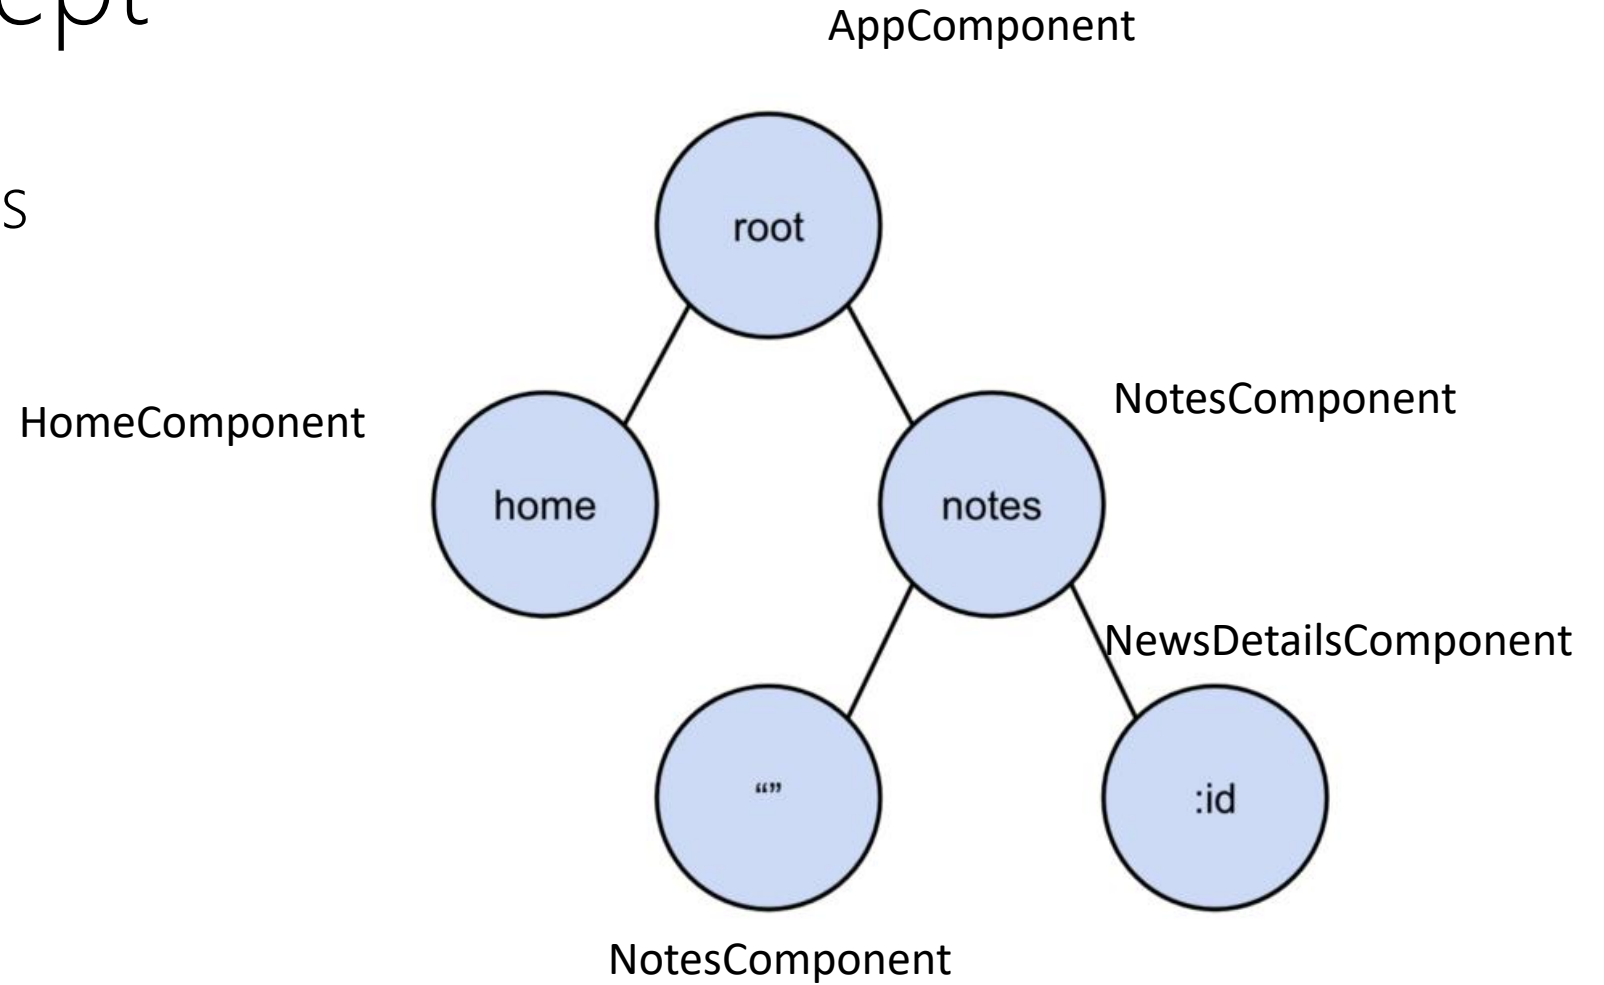 ept
AppComponent
s
root
HomeComponent
NotesComponent
home
notes
NewsDetailsComponent
“”
:id
NotesComponent